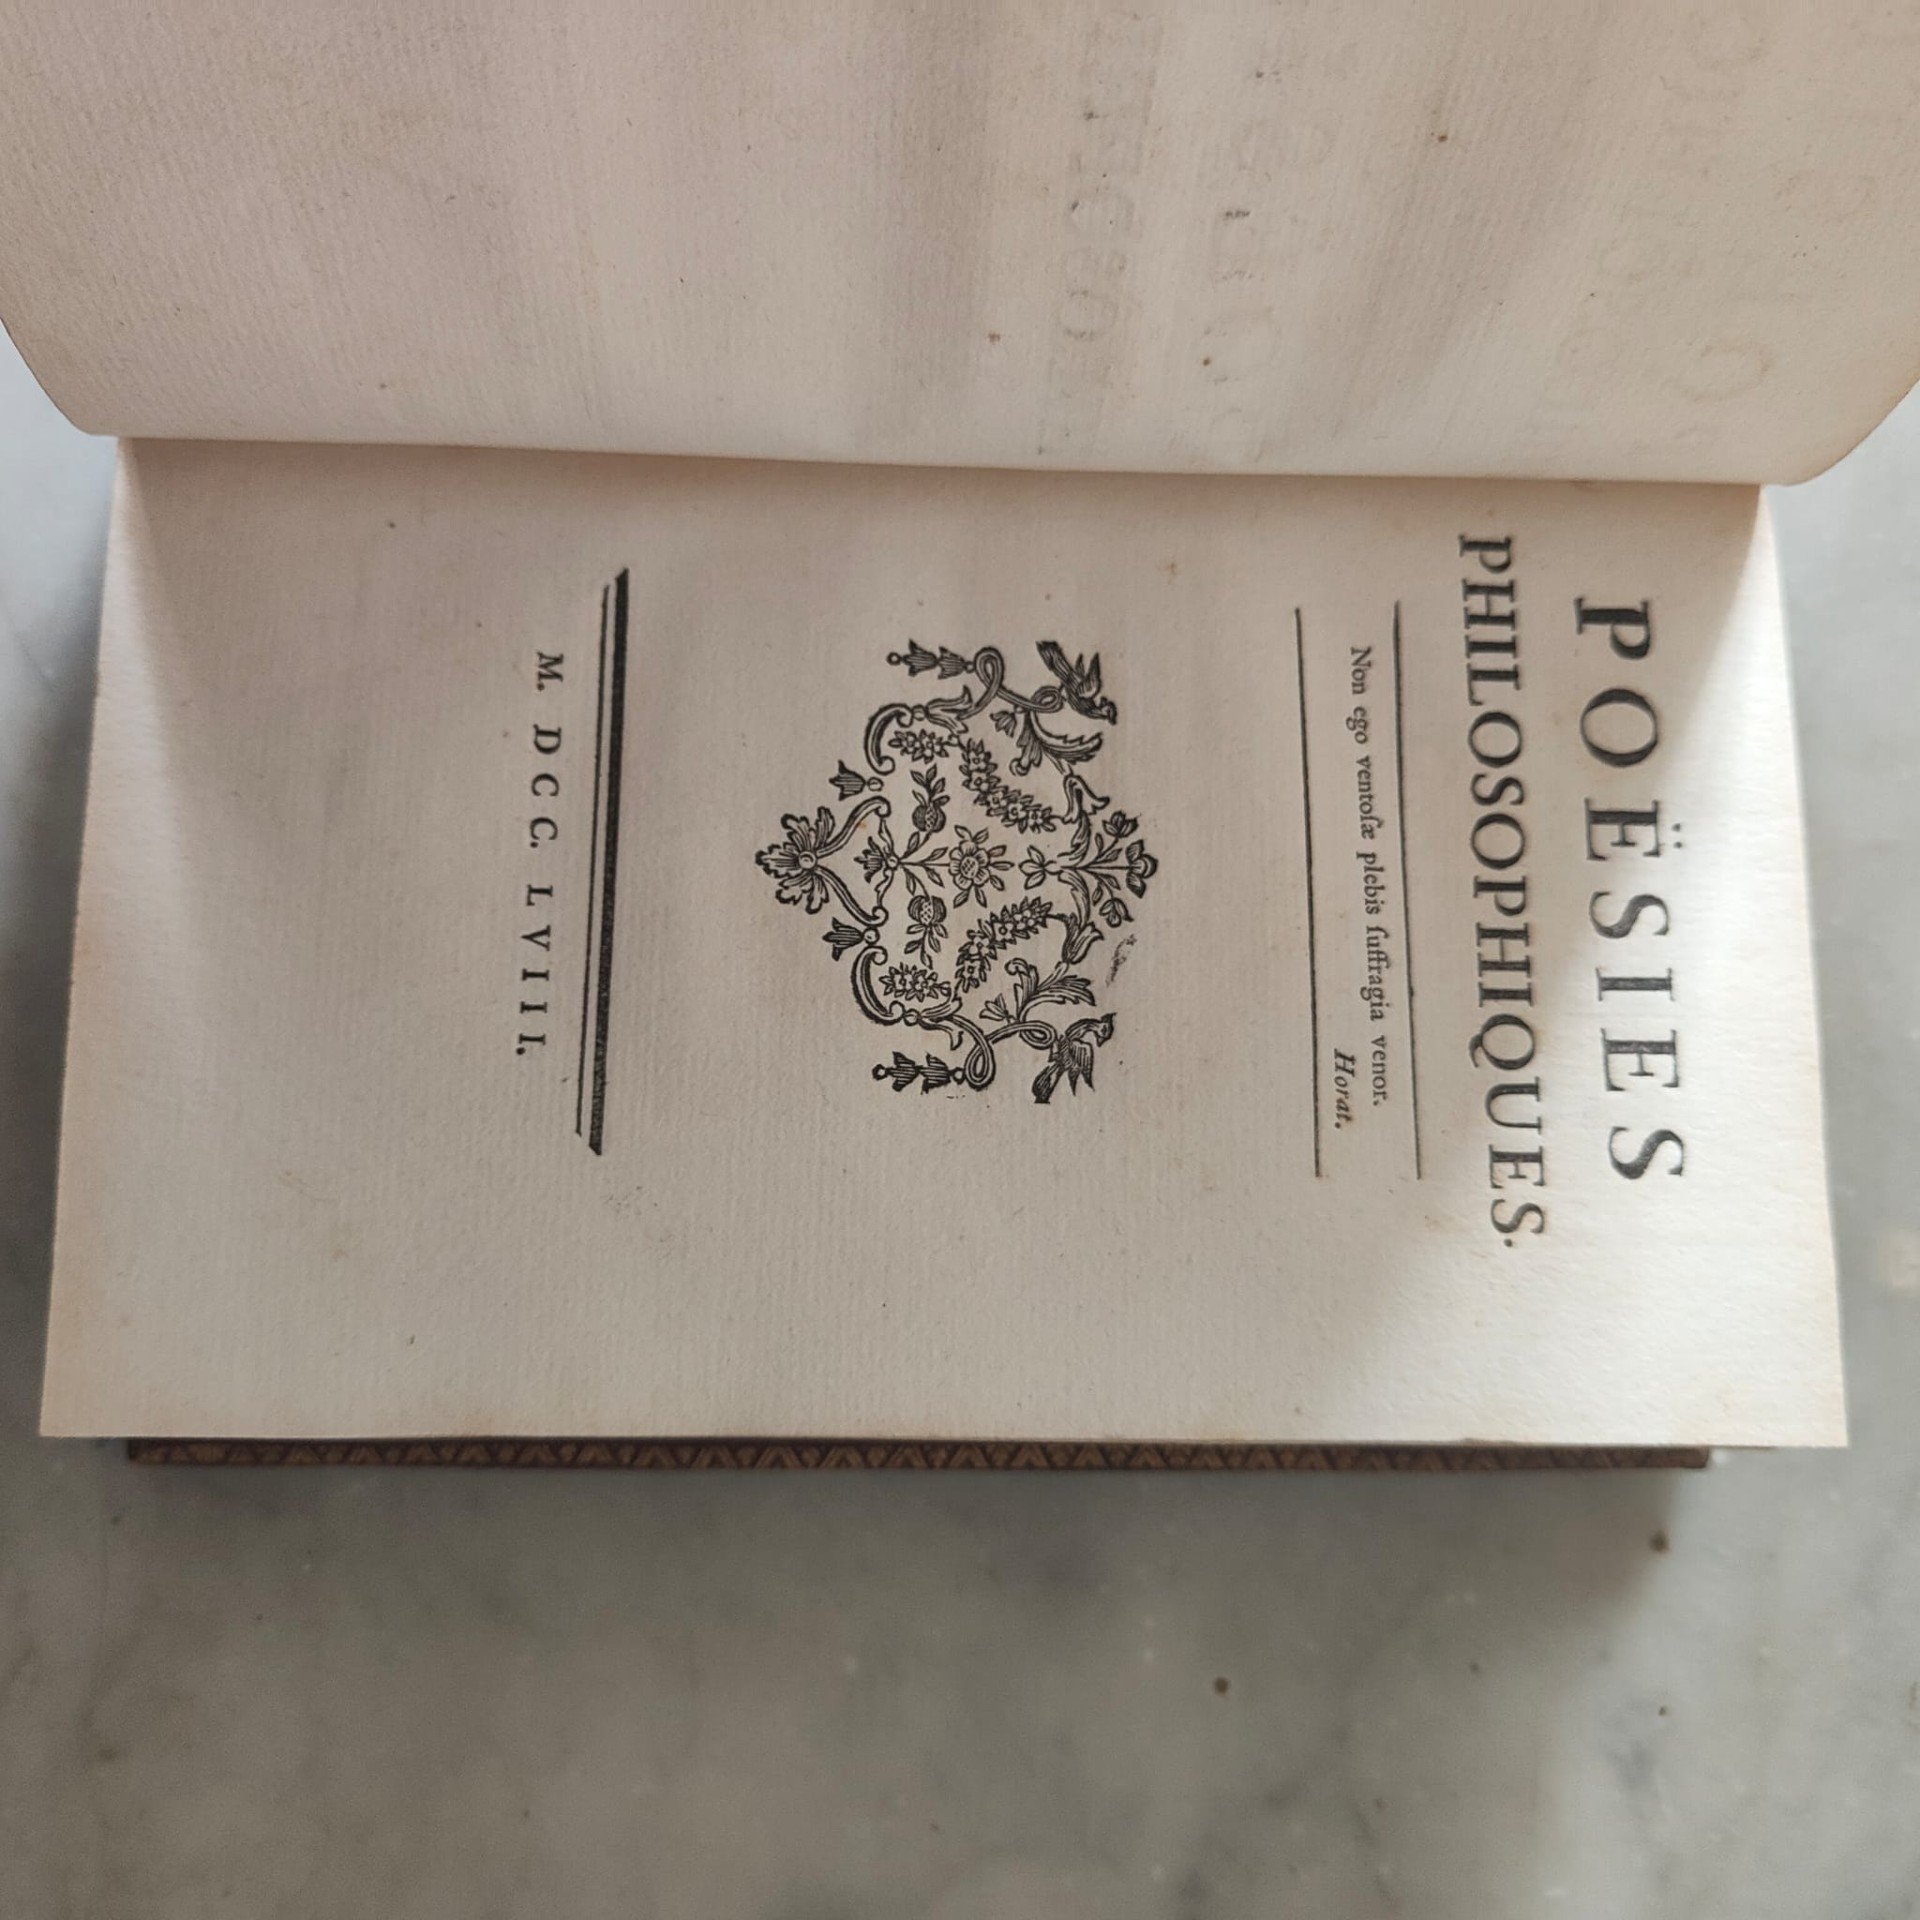 POËSIES
PHILOSOPHIQUES.
Non ego ventoſæ plebis ſuffragia venor.
Horat.
M. DCC. LVIII.